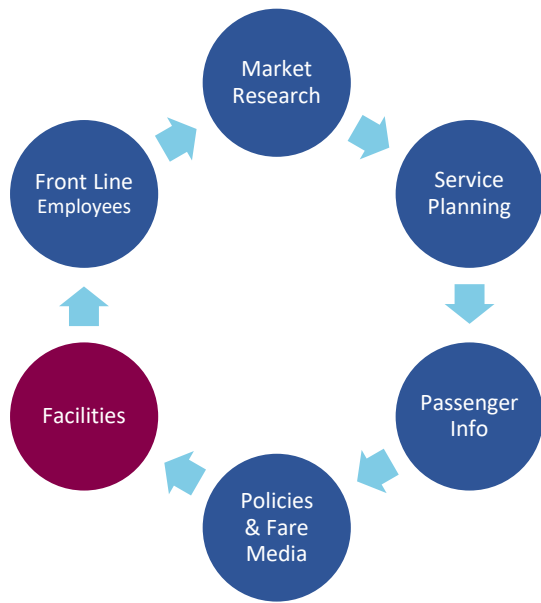 Market
Research
Service
Planning
Passenger
Info
Policies
& Fare
Media
Facilities
Front Line
Employees